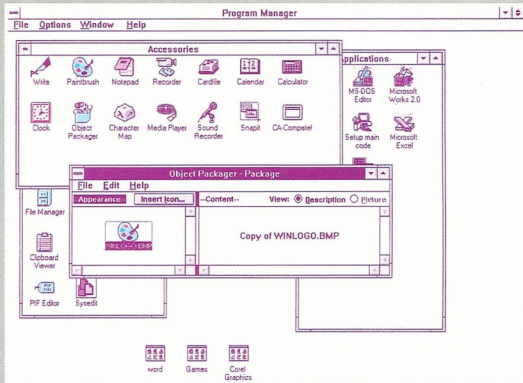 Program Manager
File Options Window Help
Accessories
Write Paintbrush Notepad Recorder Cardfile Calendar Calculator
Clock Object Packager Character Map Media Player Sound Recorder Snapit CA-Compete!
Applications
MS-DOS Editor Microsoft Works 2.0
Setup main code Microsoft Excel
Object Packager - Package
File Edit Help
Appearance Insert Icon... --Content-- View: Description Picture
WINLOGO.BMP
Copy of WINLOGO.BMP
File Manager
Clipboard Viewer
PIF Editor Sysedit
word Games Corel Graphics